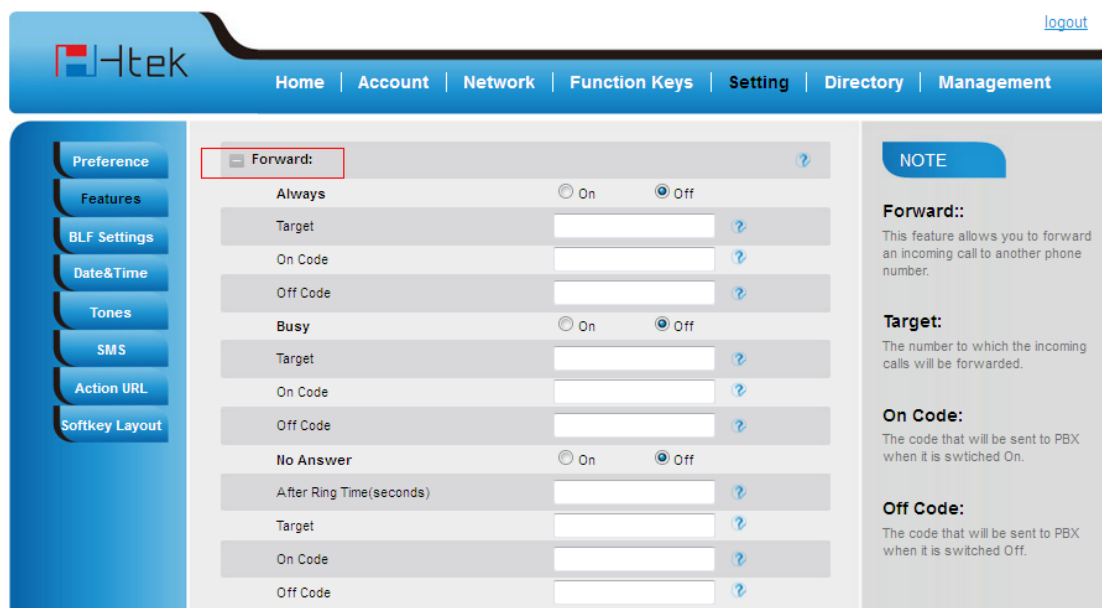 logout
Htek
Home | Account | Network | Function Keys | Setting | Directory | Management
Preference
Features
BLF Settings
Date&Time
Tones
SMS
Action URL
Softkey Layout
Forward:
Always On Off
Target
On Code
Off Code
Busy On Off
Target
On Code
Off Code
No Answer On Off
After Ring Time(seconds)
Target
On Code
Off Code
NOTE
Forward::
This feature allows you to forward
an incoming call to another phone
number.
Target:
The number to which the incoming
calls will be forwarded.
On Code:
The code that will be sent to PBX
when it is swtiched On.
Off Code:
The code that will be sent to PBX
when it is switched Off.